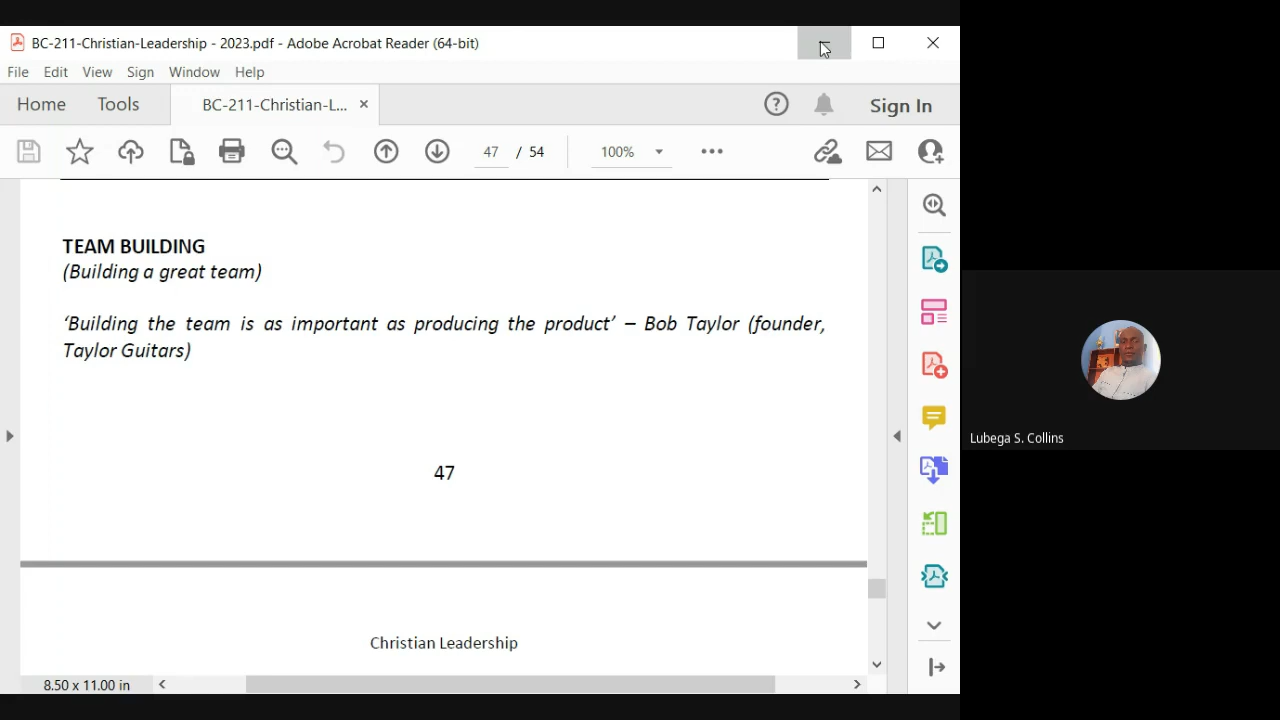 BC-211-Christian-Leadership - 2023.pdf - Adobe Acrobat Reader (64-bit)
File Edit View Sign Window Help
Home Tools BC-211-Christian-L... × Sign In
47 / 54 100%
TEAM BUILDING
(Building a great team)
‘Building the team is as important as producing the product’ – Bob Taylor (founder,
Taylor Guitars)
47
Christian Leadership
8.50 x 11.00 in
Lubega S. Collins